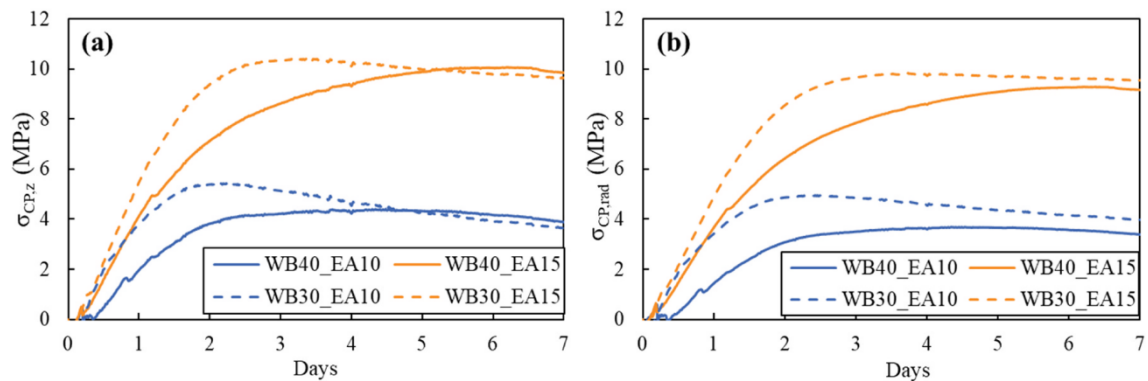 (a)
σCP,z (MPa)
12
10
8
6
4
2
0
0 1 2 3 4 5 6 7
Days
WB40_EA10 WB40_EA15
WB30_EA10 WB30_EA15
(b)
σCP,rad (MPa)
12
10
8
6
4
2
0
0 1 2 3 4 5 6 7
Days
WB40_EA10 WB40_EA15
WB30_EA10 WB30_EA15